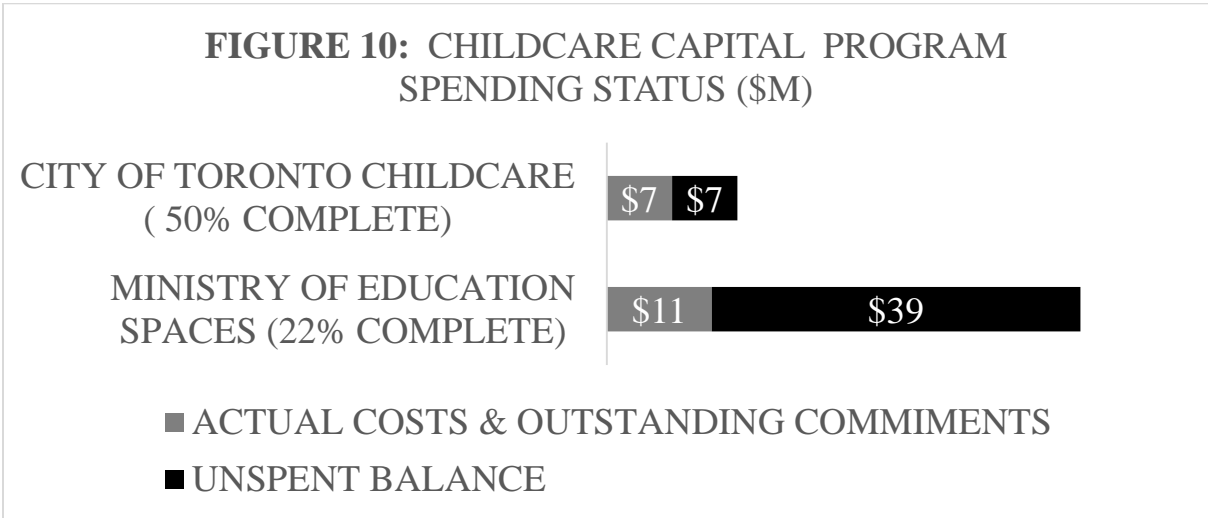 FIGURE 10: CHILDCARE CAPITAL PROGRAM
SPENDING STATUS ($M)
CITY OF TORONTO CHILDCARE
( 50% COMPLETE)
$7 $7
MINISTRY OF EDUCATION
SPACES (22% COMPLETE)
$11 $39
ACTUAL COSTS & OUTSTANDING COMMIMENTS
UNSPENT BALANCE